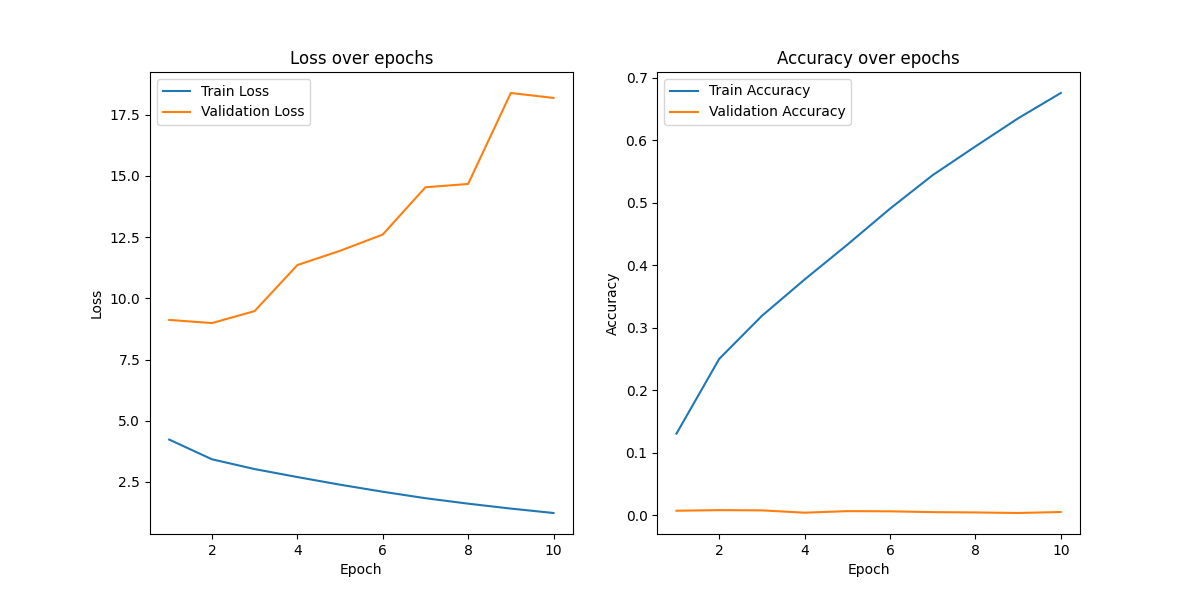 Loss over epochs
Train Loss
Validation Loss
17.5
15.0
12.5
10.0
7.5
5.0
2.5
Loss
2 4 6 8 10
Epoch
Accuracy over epochs
Train Accuracy
Validation Accuracy
0.7
0.6
0.5
0.4
0.3
0.2
0.1
0.0
Accuracy
2 4 6 8 10
Epoch